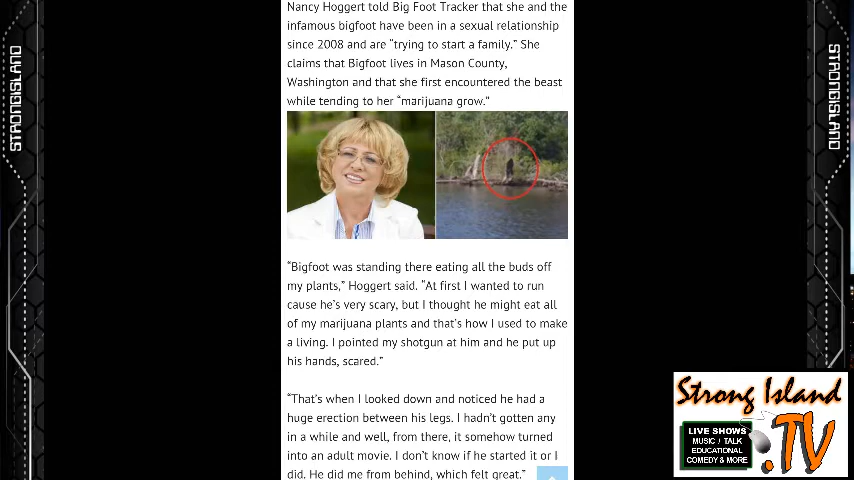 Nancy Hoggert told Big Foot Tracker that she and the
infamous bigfoot have been in a sexual relationship
since 2008 and are “trying to start a family.” She
claims that Bigfoot lives in Mason County,
Washington and that she first encountered the beast
while tending to her “marijuana grow.”
“Bigfoot was standing there eating all the buds off
my plants,” Hoggert said. “At first I wanted to run
cause he’s very scary, but I thought he might eat all
of my marijuana plants and that’s how I used to make
a living. I pointed my shotgun at him and he put up
his hands, scared.”
“That’s when I looked down and noticed he had a
huge erection between his legs. I hadn’t gotten any
in a while and well, from there, it somehow turned
into an adult movie. I don’t know if he started it or I
did. He did me from behind, which felt great.”
STRONGISLAND
STRONGISLAND
Strong Island
.TV
LIVE SHOWS
MUSIC / TALK
EDUCATIONAL
COMEDY & MORE